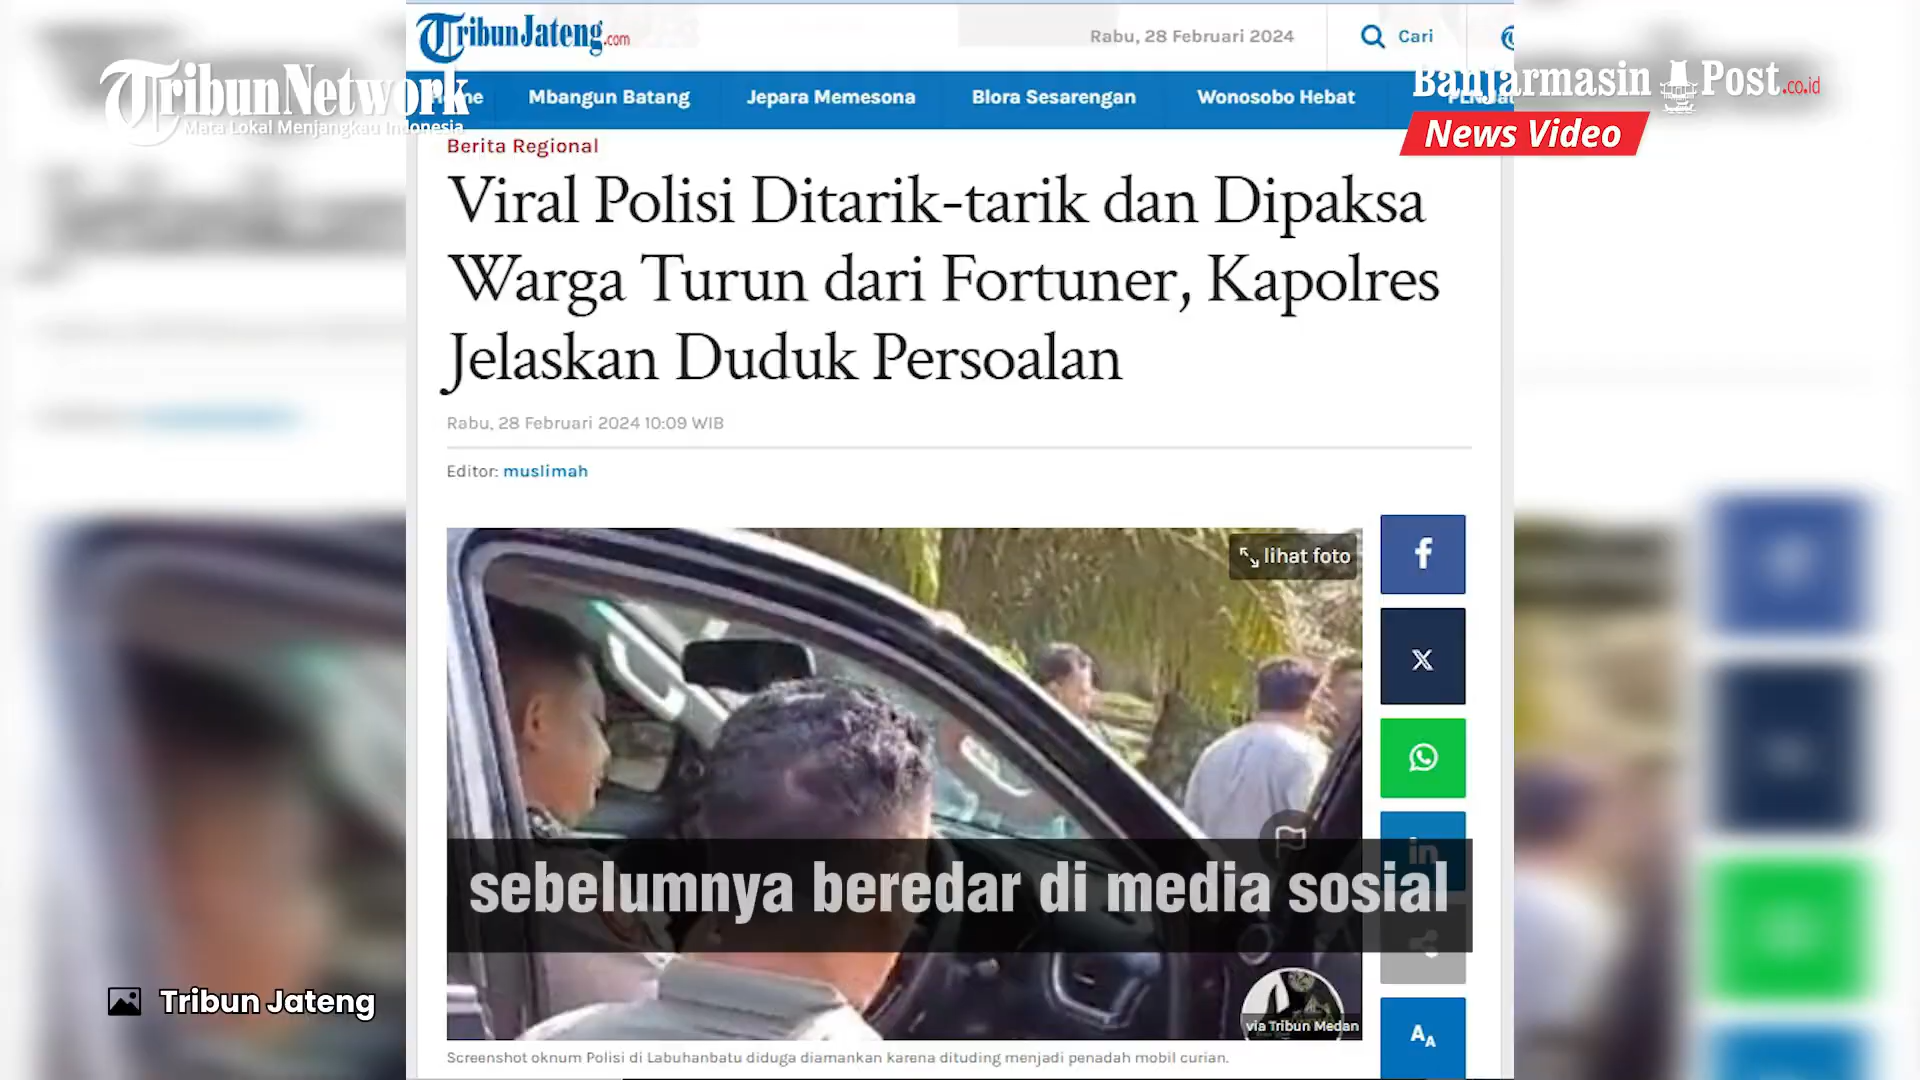 TribunJateng.com
Rabu, 28 Februari 2024
Cari
TribunNetwork
Mata Lokal Menjangkau Indonesia
Mbangun Batang
Jepara Memesona
Blora Sesarengan
Wonosobo Hebat
Banjarmasin Post.co.id
News Video
Berita Regional
Viral Polisi Ditarik-tarik dan Dipaksa
Warga Turun dari Fortuner, Kapolres
Jelaskan Duduk Persoalan
Rabu, 28 Februari 2024 10:09 WIB
Editor: muslimah
lihat foto
f
X
in
sebelumnya beredar di media sosial
Tribun Jateng
via Tribun Medan
AA
Screenshot oknum Polisi di Labuhanbatu diduga diamankan karena dituding menjadi penadah mobil curian.